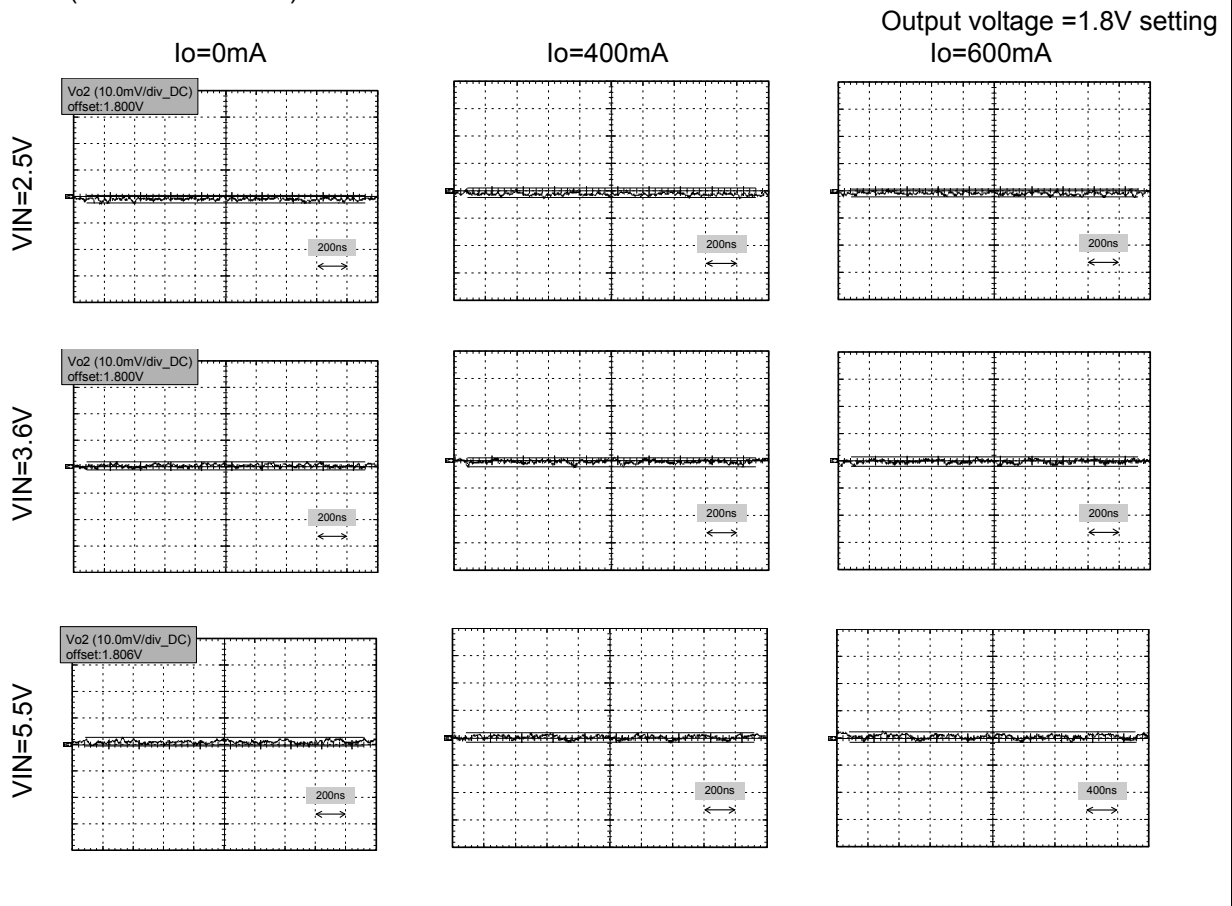 Output voltage =1.8V setting
Io=0mA
Io=400mA
Io=600mA
VIN=2.5V
Vo2 (10.0mV/div_DC)
offset:1.800V
200ns
200ns
200ns
VIN=3.6V
Vo2 (10.0mV/div_DC)
offset:1.800V
200ns
200ns
200ns
VIN=5.5V
Vo2 (10.0mV/div_DC)
offset:1.806V
200ns
200ns
400ns